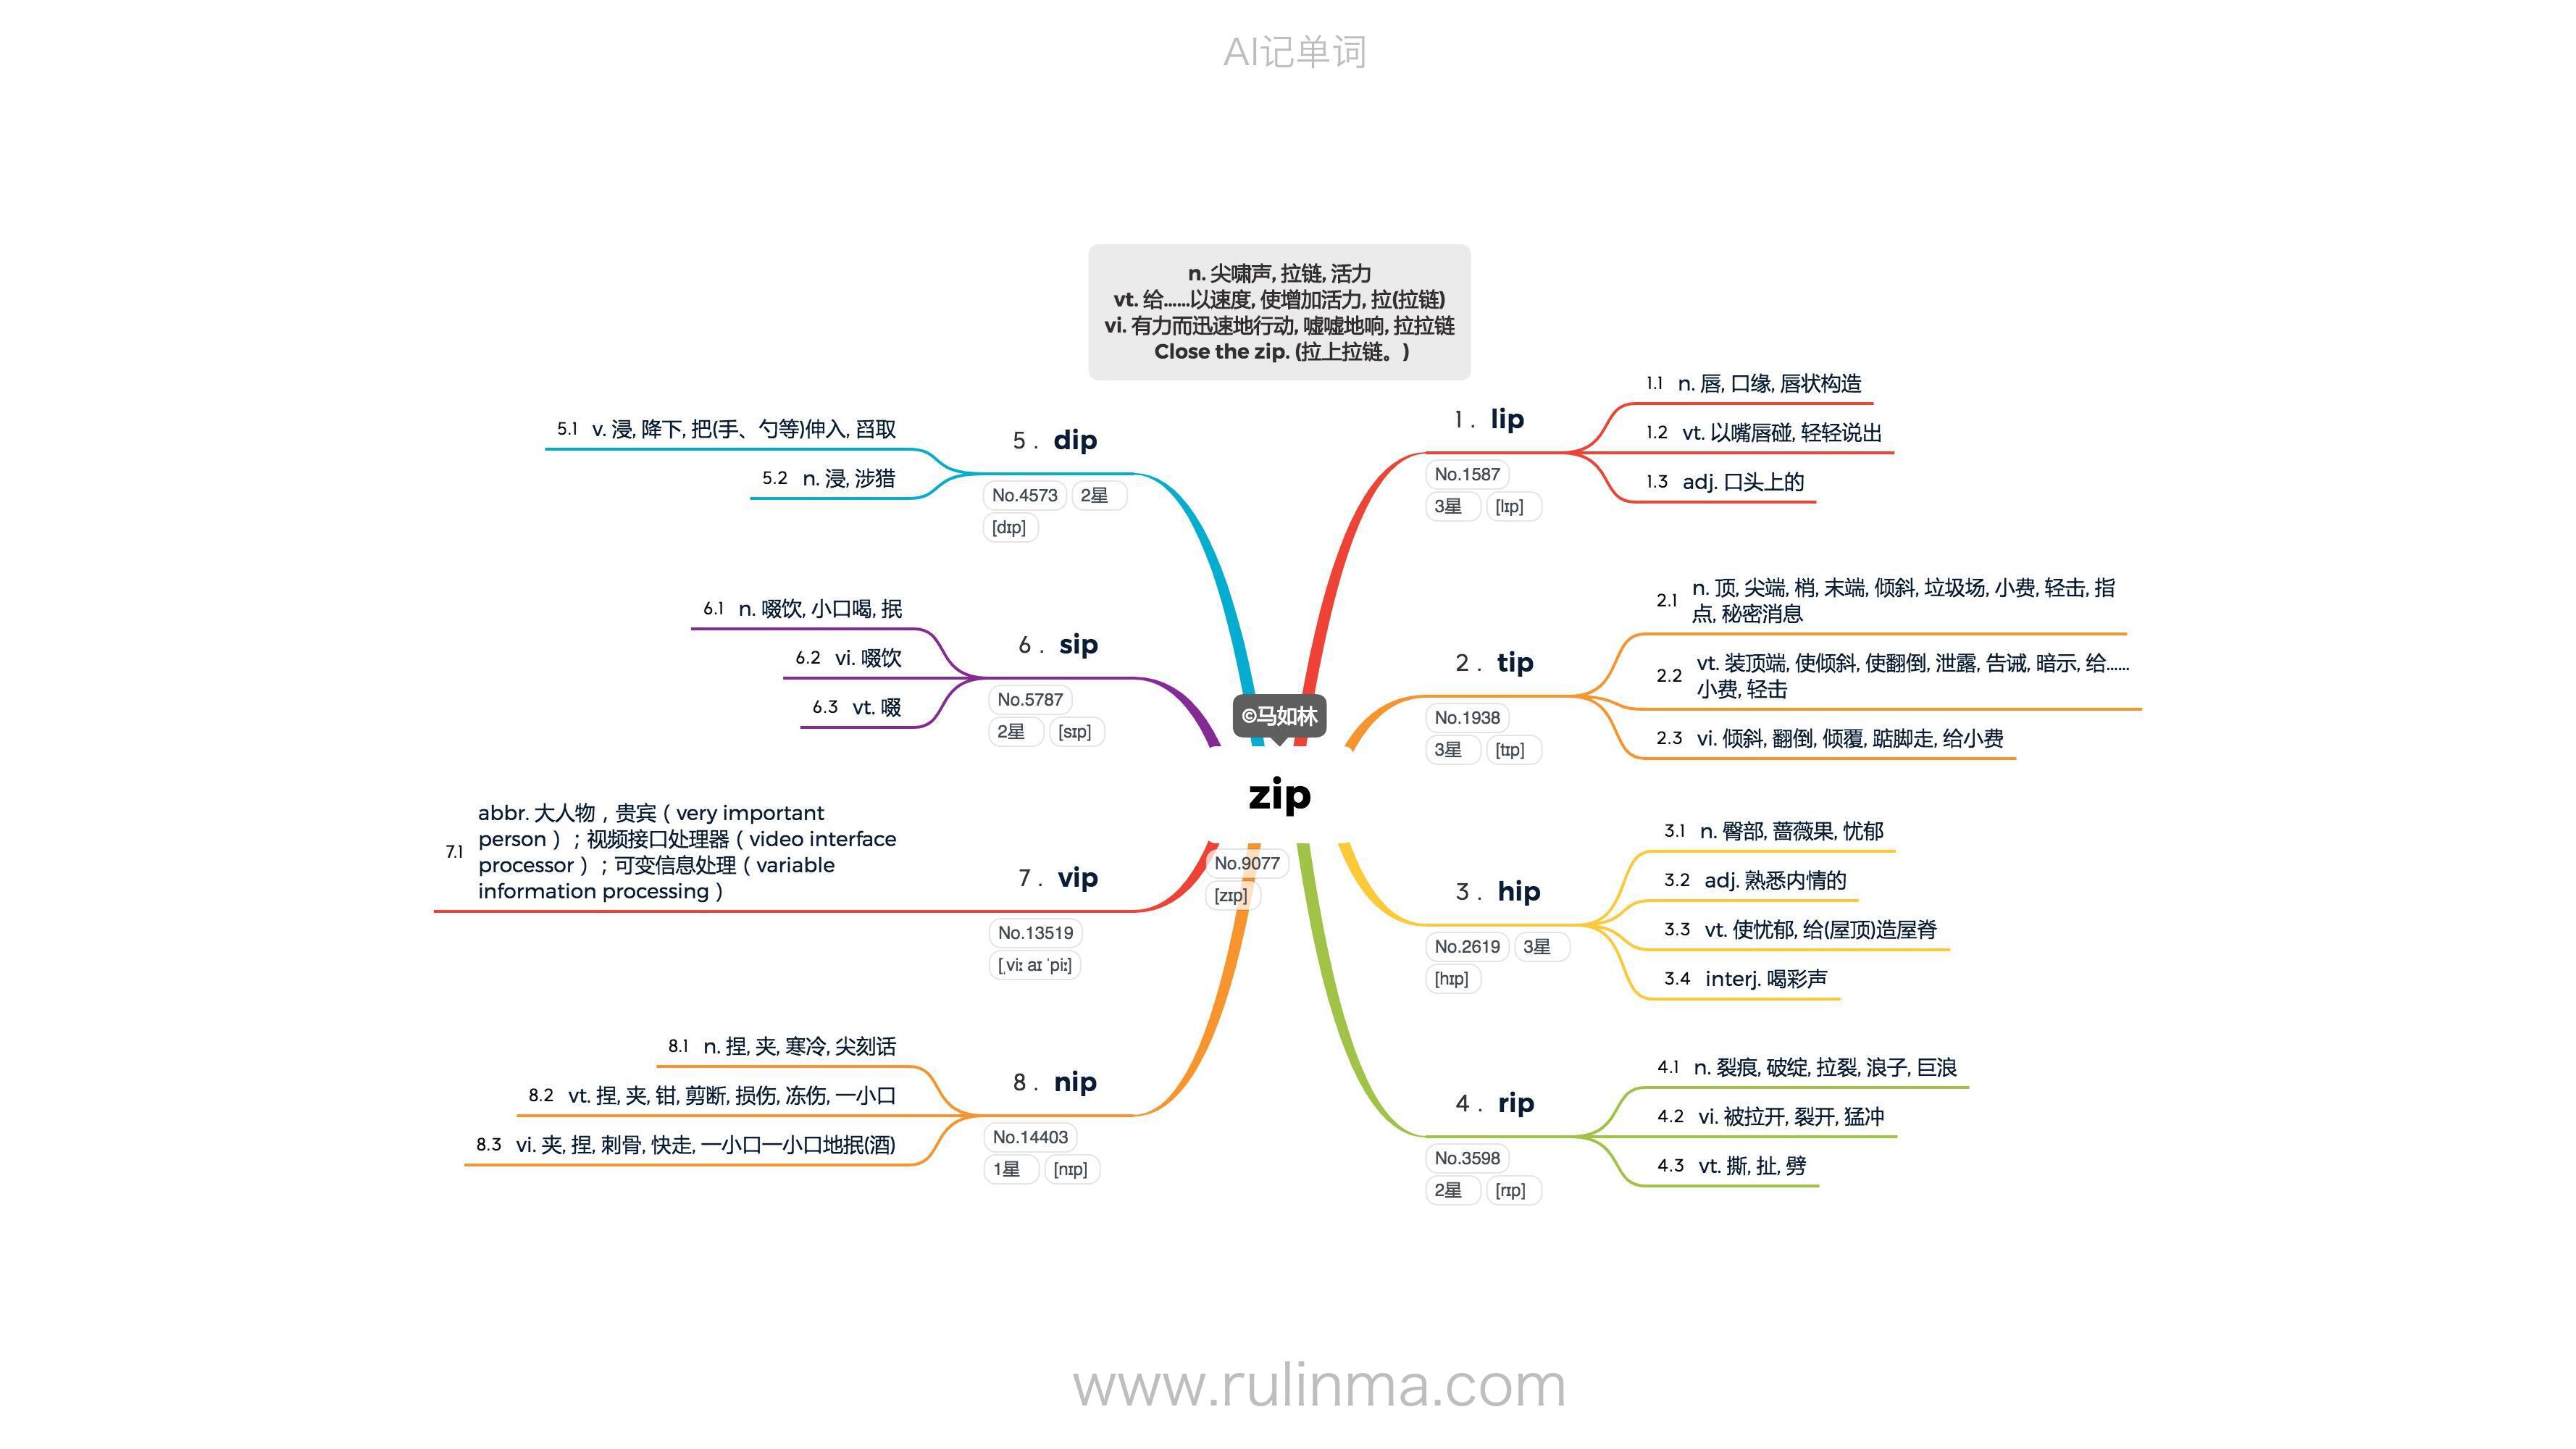 AI记单词
n. 尖啸声, 拉链, 活力
vt. 给......以速度, 使增加活力, 拉(拉链)
vi. 有力而迅速地行动, 嘘嘘地响, 拉拉链
Close the zip. (拉上拉链。)
©马如林
zip
No.9077
[zɪp]
1 . lip
No.1587
3星 [lɪp]
1.1 n. 唇, 口缘, 唇状构造
1.2 vt. 以嘴唇碰, 轻轻说出
1.3 adj. 口头上的
2 . tip
No.1938
3星 [tɪp]
2.1 n. 顶, 尖端, 梢, 末端, 倾斜, 垃圾场, 小费, 轻击, 指
点, 秘密消息
2.2 vt. 装顶端, 使倾斜, 使翻倒, 泄露, 告诫, 暗示, 给......
小费, 轻击
2.3 vi. 倾斜, 翻倒, 倾覆, 踮脚走, 给小费
3 . hip
No.2619 3星
[hɪp]
3.1 n. 臀部, 蔷薇果, 忧郁
3.2 adj. 熟悉内情的
3.3 vt. 使忧郁, 给(屋顶)造屋脊
3.4 interj. 喝彩声
4 . rip
No.3598
2星 [rɪp]
4.1 n. 裂痕, 破绽, 拉裂, 浪子, 巨浪
4.2 vi. 被拉开, 裂开, 猛冲
4.3 vt. 撕, 扯, 劈
5 . dip
No.4573 2星
[dɪp]
5.1 v. 浸, 降下, 把(手、勺等)伸入, 舀取
5.2 n. 浸, 涉猎
6 . sip
No.5787
2星 [sɪp]
6.1 n. 啜饮, 小口喝, 抿
6.2 vi. 啜饮
6.3 vt. 啜
7 . vip
No.13519
[ˌviː aɪ ˈpiː]
7.1 abbr. 大人物，贵宾（very important
person）；视频接口处理器（video interface
processor）；可变信息处理（variable
information processing）
8 . nip
No.14403
1星 [nɪp]
8.1 n. 捏, 夹, 寒冷, 尖刻话
8.2 vt. 捏, 夹, 钳, 剪断, 损伤, 冻伤, 一小口
8.3 vi. 夹, 捏, 刺骨, 快走, 一小口一小口地抿(酒)
www.rulinma.com